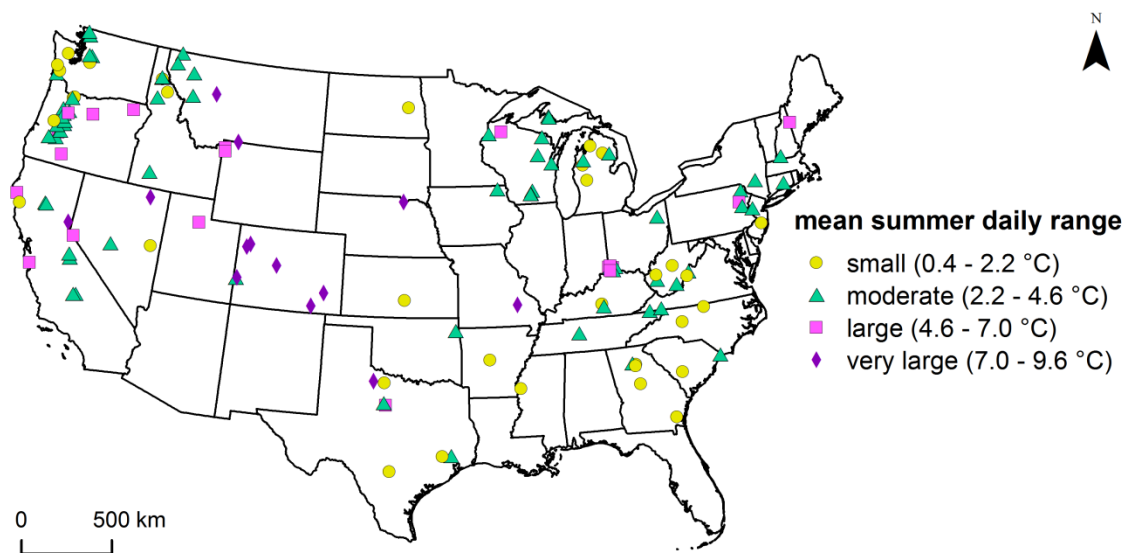 N
mean summer daily range
small (0.4 - 2.2 °C)
moderate (2.2 - 4.6 °C)
large (4.6 - 7.0 °C)
very large (7.0 - 9.6 °C)
0 500 km